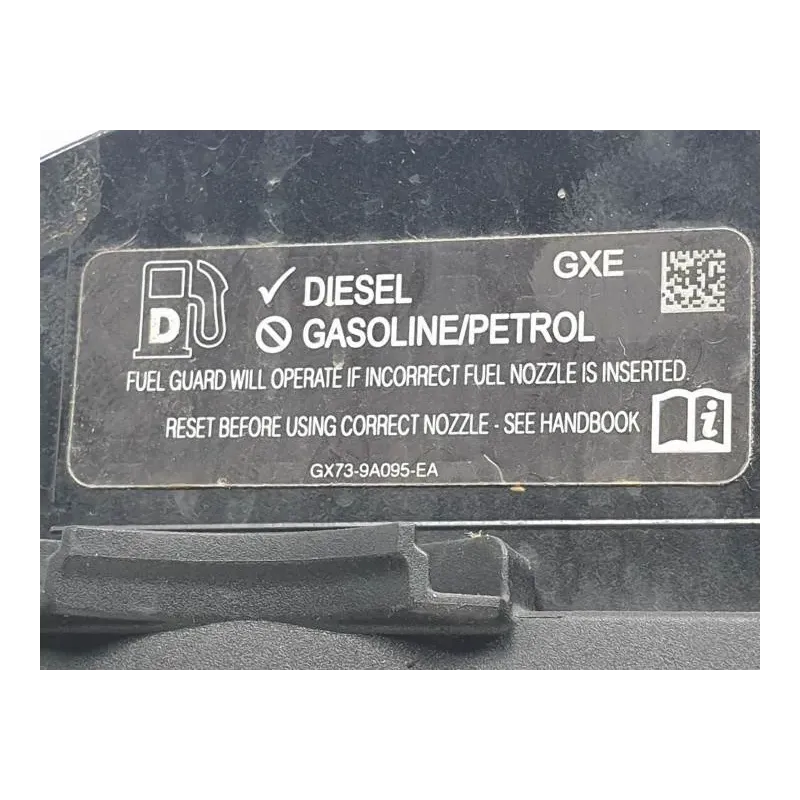 GXE
D
DIESEL
GASOLINE/PETROL
FUEL GUARD WILL OPERATE IF INCORRECT FUEL NOZZLE IS INSERTED.
RESET BEFORE USING CORRECT NOZZLE - SEE HANDBOOK
i
GX73-9A095-EA